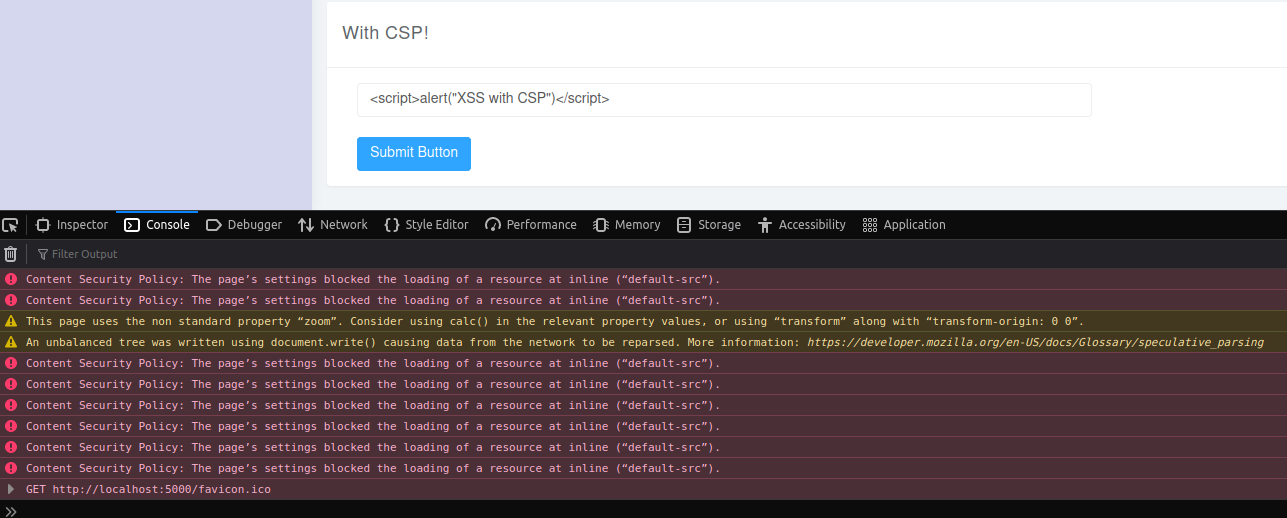 With CSP!
<script>alert("XSS with CSP")</script>
Submit Button
Inspector Console Debugger Network Style Editor Performance Memory Storage Accessibility Application
Filter Output
Content Security Policy: The page’s settings blocked the loading of a resource at inline (“default-src”).
Content Security Policy: The page’s settings blocked the loading of a resource at inline (“default-src”).
This page uses the non standard property “zoom”. Consider using calc() in the relevant property values, or using “transform” along with “transform-origin: 0 0”.
An unbalanced tree was written using document.write() causing data from the network to be reparsed. More information: https://developer.mozilla.org/en-US/docs/Glossary/speculative_parsing
Content Security Policy: The page’s settings blocked the loading of a resource at inline (“default-src”).
Content Security Policy: The page’s settings blocked the loading of a resource at inline (“default-src”).
Content Security Policy: The page’s settings blocked the loading of a resource at inline (“default-src”).
Content Security Policy: The page’s settings blocked the loading of a resource at inline (“default-src”).
Content Security Policy: The page’s settings blocked the loading of a resource at inline (“default-src”).
Content Security Policy: The page’s settings blocked the loading of a resource at inline (“default-src”).
GET http://localhost:5000/favicon.ico